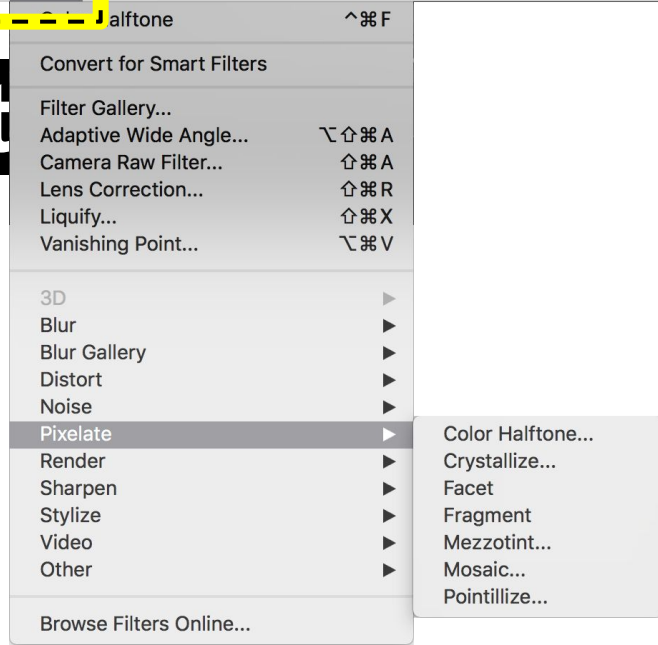 Color Halftone ^⌘F
Convert for Smart Filters
Filter Gallery...
Adaptive Wide Angle... ⌥⇧⌘A
Camera Raw Filter... ⇧⌘A
Lens Correction... ⇧⌘R
Liquify... ⇧⌘X
Vanishing Point... ⌥⌘V
3D ▶
Blur ▶
Blur Gallery ▶
Distort ▶
Noise ▶
Pixelate ▶
Render ▶
Sharpen ▶
Stylize ▶
Video ▶
Other ▶
Browse Filters Online...
Color Halftone...
Crystallize...
Facet
Fragment
Mezzotint...
Mosaic...
Pointillize...